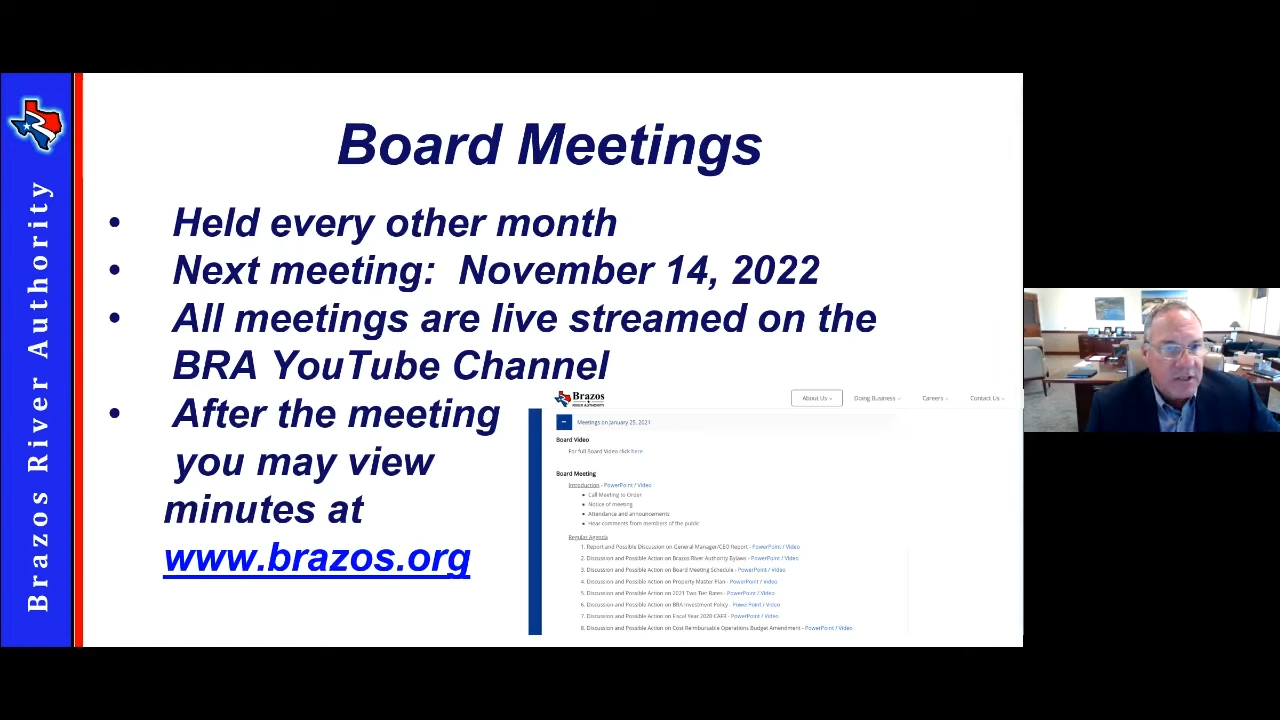 Brazos River Authority
Board Meetings
• Held every other month
• Next meeting: November 14, 2022
• All meetings are live streamed on the
BRA YouTube Channel
• After the meeting
you may view
minutes at
www.brazos.org
Brazos
RIVER AUTHORITY
About Us
Doing Business
Careers
Contact Us
Meetings on January 25, 2021
Board Video
For full Board Video click here
Board Meeting
Introduction - PowerPoint / Video
• Call Meeting to Order
• Notice of meeting
• Attendance and announcements
• Hear comments from members of the public
Regular Agenda
1. Report and Possible Discussion on General Manager/CEO Report - PowerPoint / Video
2. Discussion and Possible Action on Brazos River Authority Bylaws - PowerPoint / Video
3. Discussion and Possible Action on Board Meeting Schedule - PowerPoint / Video
4. Discussion and Possible Action on Property Master Plan - PowerPoint / Video
5. Discussion and Possible Action on 2021 Two Tier Rates - PowerPoint / Video
6. Discussion and Possible Action on BRA Investment Policy - PowerPoint / Video
7. Discussion and Possible Action on Fiscal Year 2020 CAFR - PowerPoint / Video
8. Discussion and Possible Action on Cost Reimbursable Operations Budget Amendment - PowerPoint / Video